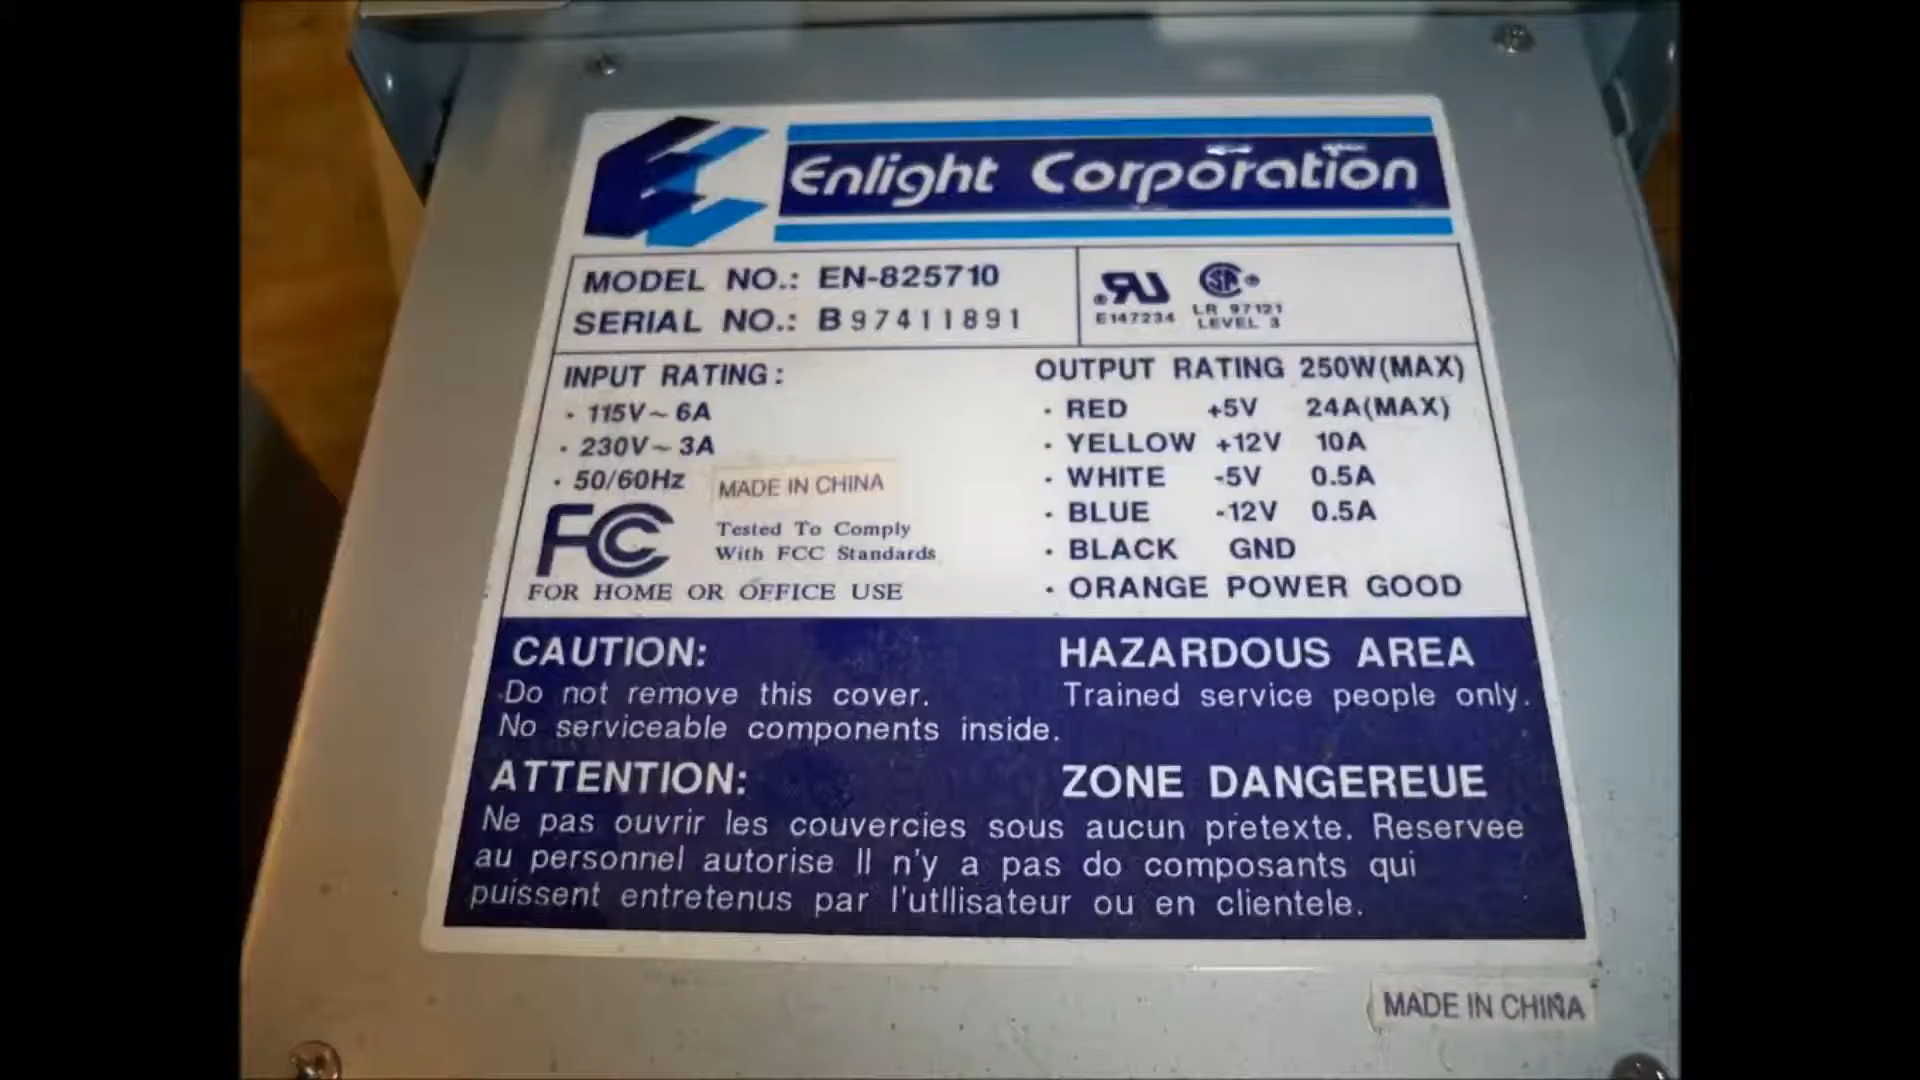 Enlight Corporation
MODEL NO.: EN-825710
SERIAL NO.: B97411891
E147234
LR 97121
LEVEL 3
INPUT RATING:
· 115V~6A
· 230V~3A
· 50/60Hz
MADE IN CHINA
FCC
Tested To Comply
With FCC Standards
FOR HOME OR OFFICE USE
OUTPUT RATING 250W(MAX)
· RED +5V 24A(MAX)
· YELLOW +12V 10A
· WHITE -5V 0.5A
· BLUE -12V 0.5A
· BLACK GND
· ORANGE POWER GOOD
CAUTION:
Do not remove this cover.
No serviceable components inside.
HAZARDOUS AREA
Trained service people only.
ATTENTION: ZONE DANGEREUE
Ne pas ouvrir les couvercies sous aucun pretexte. Reservee
au personnel autorise Il n'y a pas do composants qui
puissent entretenus par l'utllisateur ou en clientele.
MADE IN CHINA